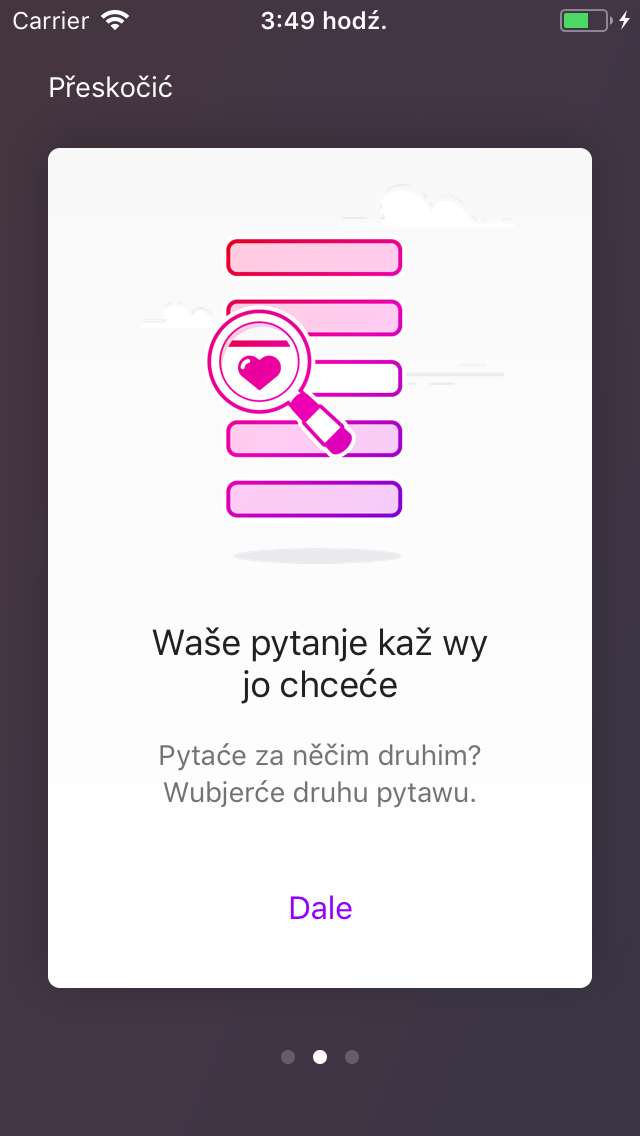 Carrier 3:49 hodź.
Přeskočić
Waše pytanje kaž wy
jo chceće
Pytaće za něčim druhim?
Wubjerće druhu pytawu.
Dale